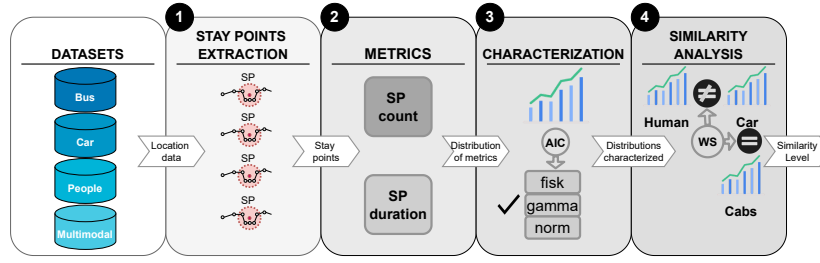 1
2
3
4
DATASETS
STAY POINTS
EXTRACTION
METRICS
CHARACTERIZATION
SIMILARITY
ANALYSIS
Bus
Car
People
Multimodal
Location
data
SP
SP
SP
SP
Stay
points
SP
count
SP
duration
Distribution
of metrics
AIC
fisk
gamma
norm
Distributions
characterized
≠
Human
Car
WS
=
Cabs
Similarity
Level